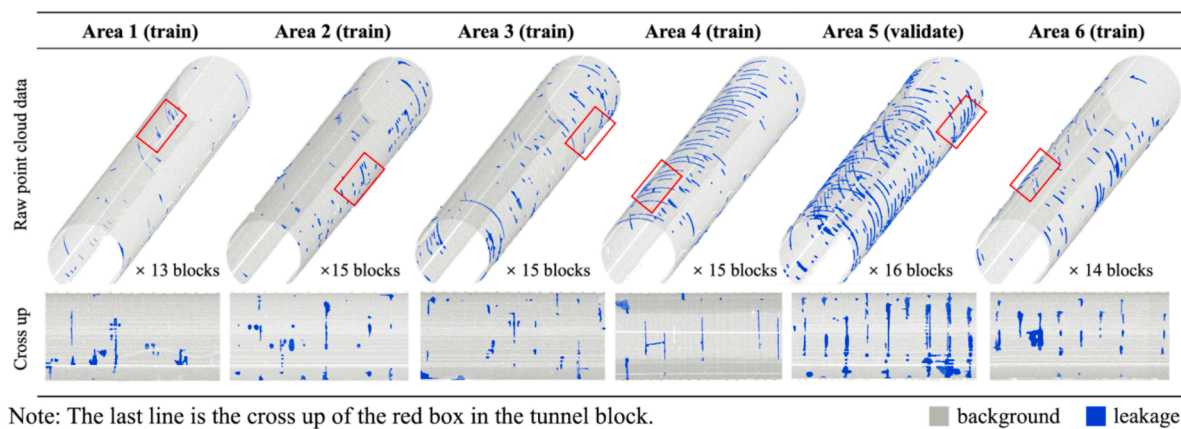 Area 1 (train) Area 2 (train) Area 3 (train) Area 4 (train) Area 5 (validate) Area 6 (train)
Raw point cloud data
× 13 blocks ×15 blocks × 15 blocks × 15 blocks × 16 blocks × 14 blocks
Cross up
Note: The last line is the cross up of the red box in the tunnel block.
background leakage